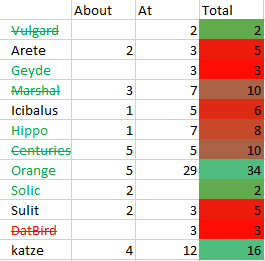 About At Total
Vulgard 2 2
Arete 2 3 5
Geyde 3 3
Marshal 3 7 10
Icibalus 1 5 6
Hippo 1 7 8
Centuries 5 5 10
Orange 5 29 34
Solic 2 2
Sulit 2 3 5
DatBird 3 3
katze 4 12 16